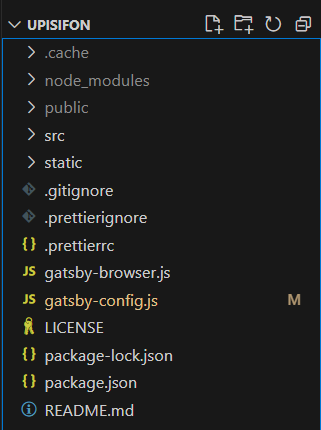 UPISIFON
.cache
node_modules
public
src
static
.gitignore
.prettierignore
{ } .prettierrc
JS gatsby-browser.js
JS gatsby-config.js M
LICENSE
{ } package-lock.json
{ } package.json
README.md